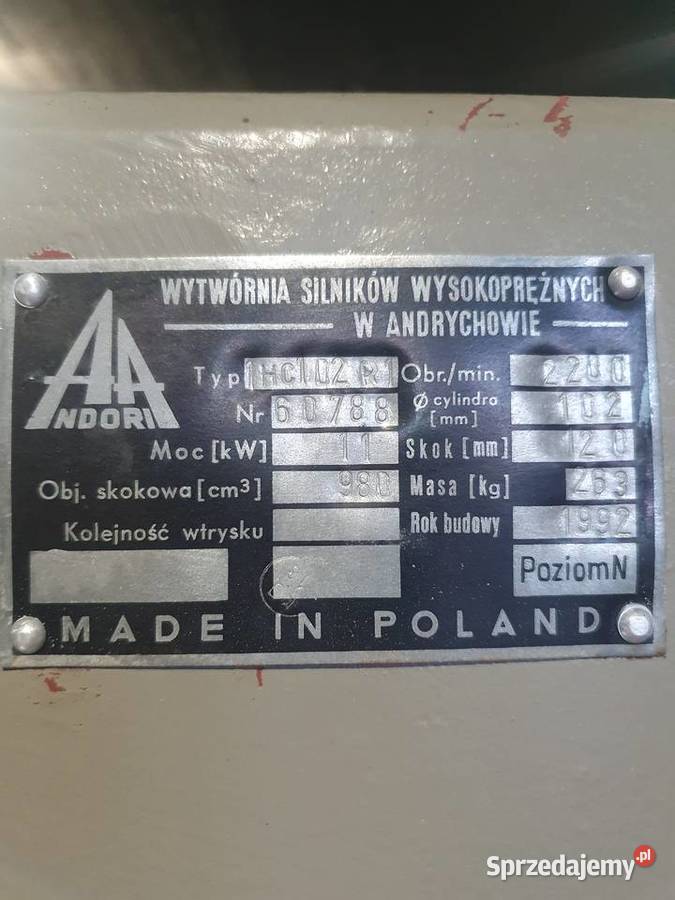 WYTWÓRNIA SILNIKÓW WYSOKOPRĘŻNYCH
W ANDRYCHOWIE
ANDORIA
Typ 1HC102 R1 Obr./min. 2200
Nr 60788 ϕ cylindra [mm] 102
Moc [kW] 11 Skok [mm] 120
Obj. skokowa [cm³] 980 Masa [kg] 263
Kolejność wtrysku Rok budowy 1992
PoziomN
MADE IN POLAND
Sprzedajemy.pl